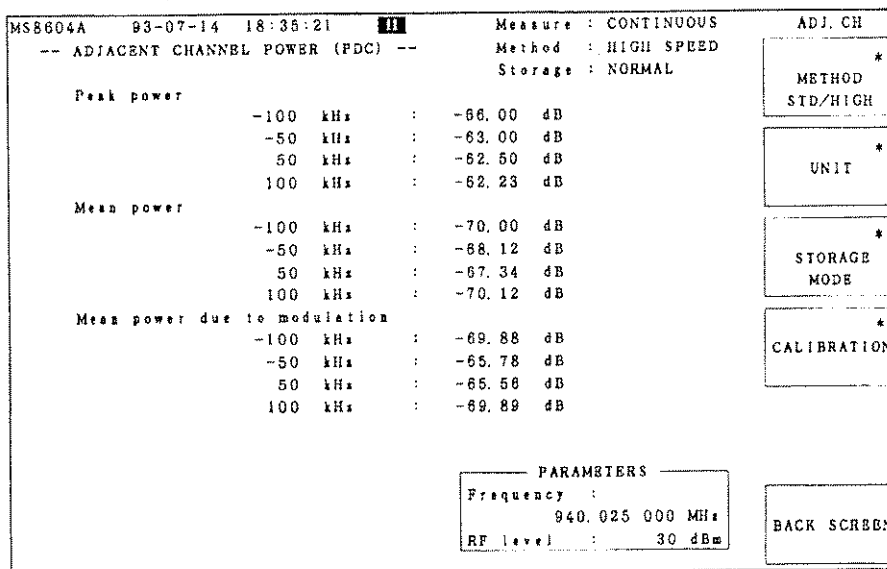 MS8604A 93-07-14 18:35:21 Measure : CONTINUOUS ADJ. CH
-- ADJACENT CHANNEL POWER (PDC) -- Method : HIGH SPEED
Storage : NORMAL
*
METHOD
STD/HIGH
Peak power
-100 kHz : -66.00 dB
-50 kHz : -63.00 dB
50 kHz : -62.50 dB
100 kHz : -62.23 dB
*
UNIT
Mean power
-100 kHz : -70.00 dB
-50 kHz : -68.12 dB
50 kHz : -67.34 dB
100 kHz : -70.12 dB
*
STORAGE
MODE
Mean power due to modulation
-100 kHz : -69.88 dB
-50 kHz : -65.78 dB
50 kHz : -65.56 dB
100 kHz : -69.89 dB
*
CALIBRATION
PARAMETERS
Frequency :
940.025 000 MHz
RF level : 30 dBm
BACK SCREEN